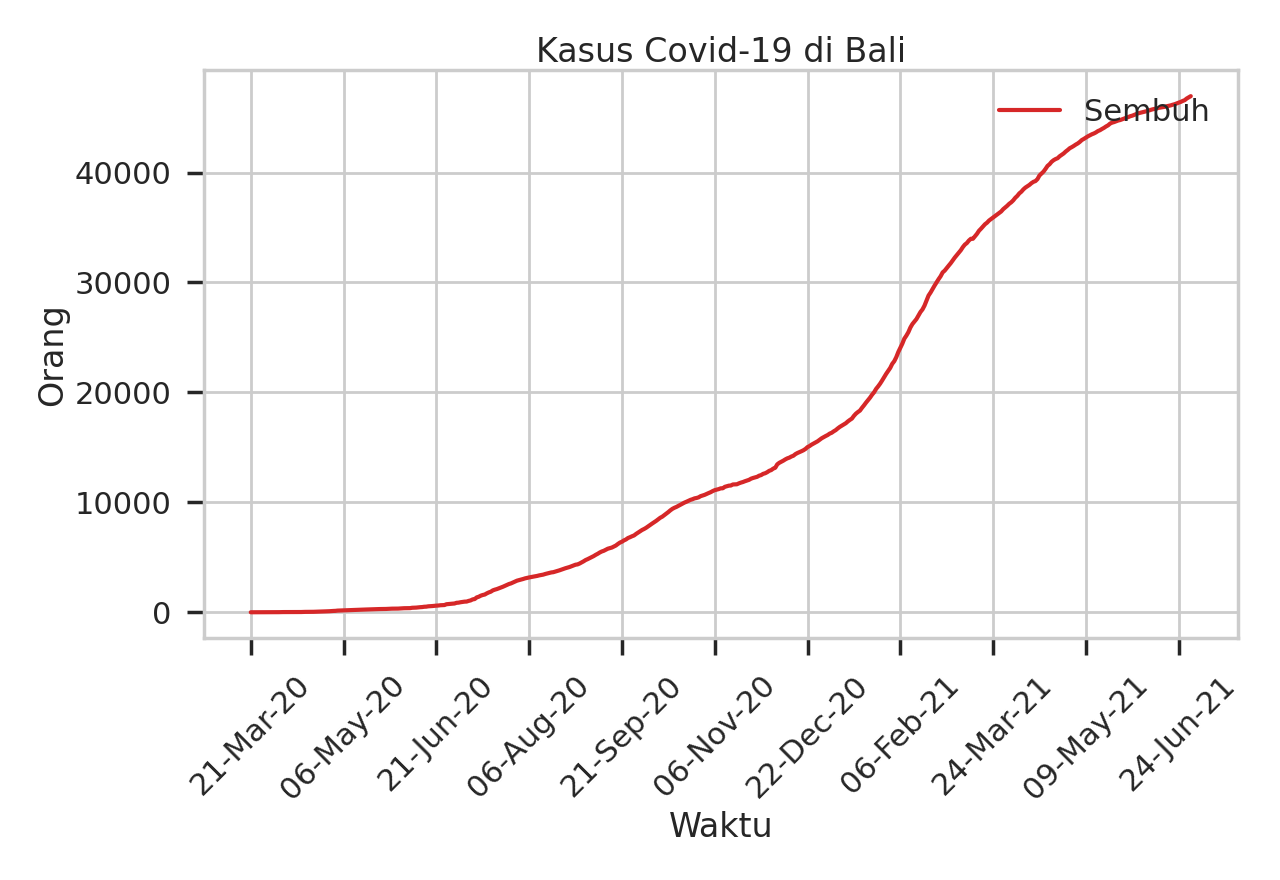 Kasus Covid-19 di Bali
Sembuh
Orang
40000
30000
20000
10000
0
21-Mar-20
06-May-20
21-Jun-20
06-Aug-20
21-Sep-20
06-Nov-20
22-Dec-20
06-Feb-21
24-Mar-21
09-May-21
24-Jun-21
Waktu